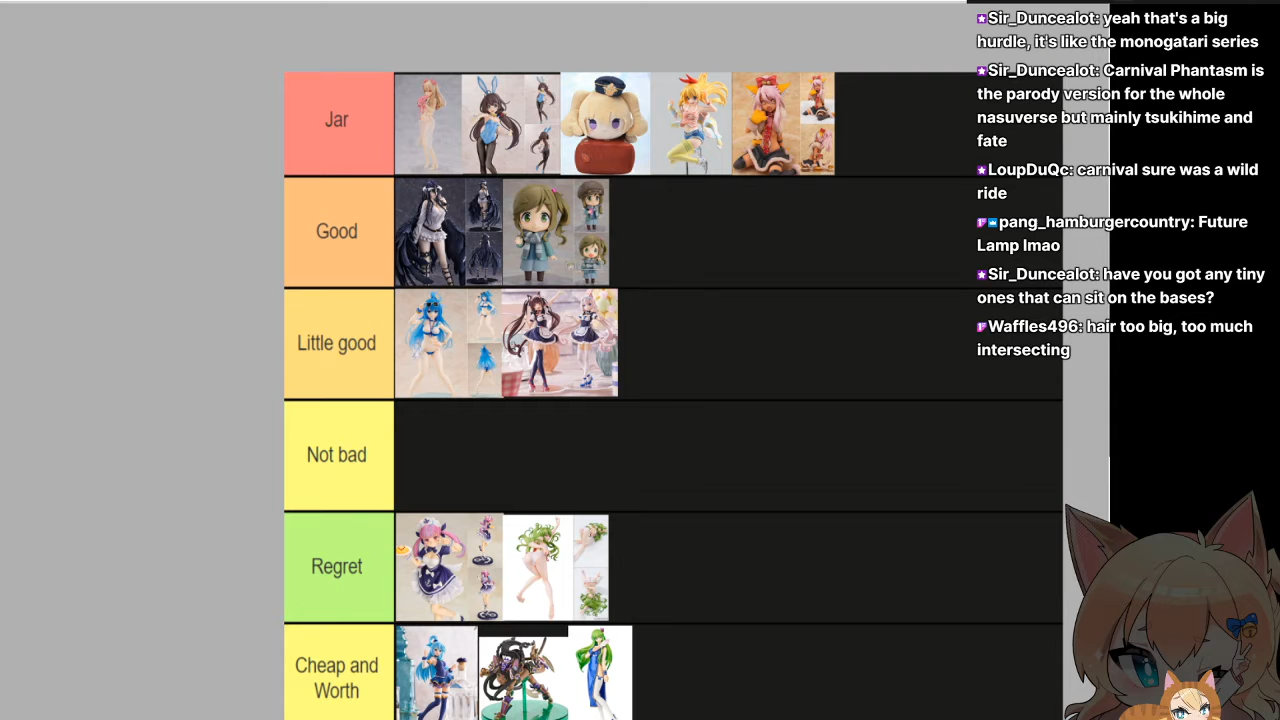 Jar
Good
Little good
Not bad
Regret
Cheap and
Worth
Sir_Duncealot: yeah that's a big
hurdle, it's like the monogatari series
Sir_Duncealot: Carnival Phantasm is
the parody version for the whole
nasuverse but mainly tsukihime and
fate
LoupDuQc: carnival sure was a wild
ride
pang_hamburgercountry: Future
Lamp lmao
Sir_Duncealot: have you got any tiny
ones that can sit on the bases?
Waffles496: hair too big, too much
intersecting